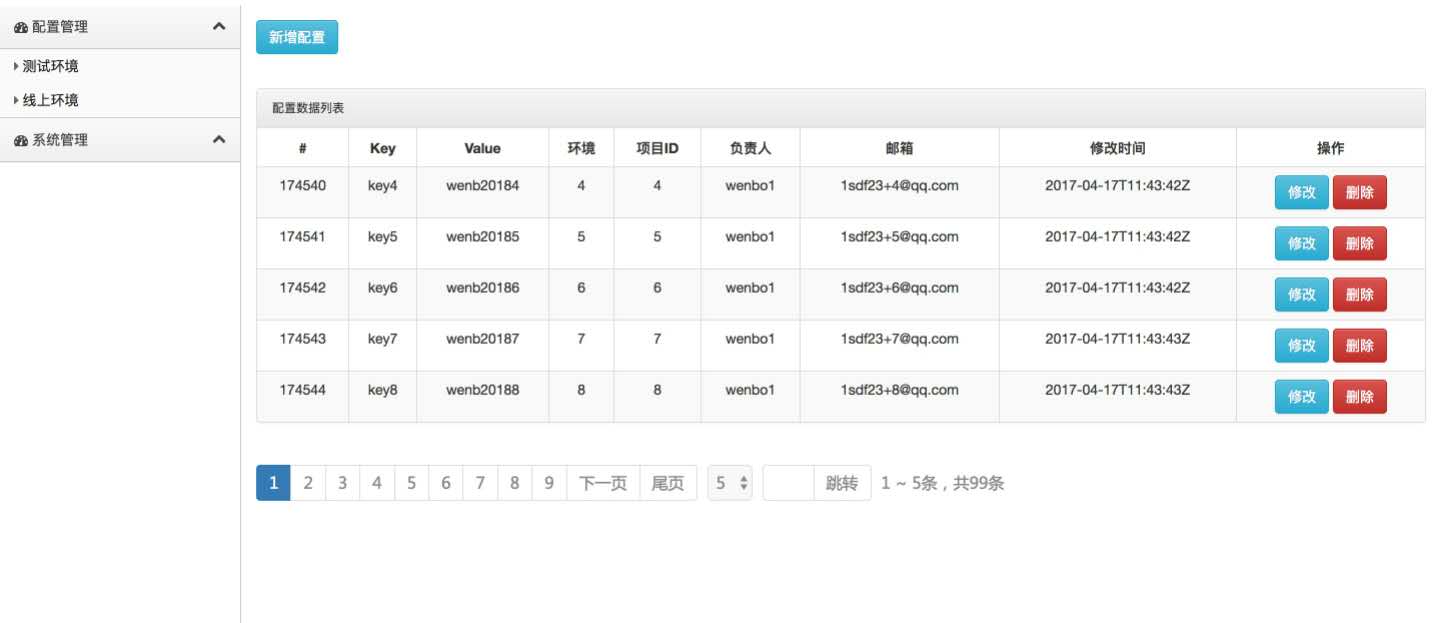 配置管理
测试环境
线上环境
系统管理
新增配置
配置数据列表
# Key Value 环境 项目ID 负责人 邮箱 修改时间 操作
174540 key4 wenb20184 4 4 wenbo1 1sdf23+4@qq.com 2017-04-17T11:43:42Z 修改 删除
174541 key5 wenb20185 5 5 wenbo1 1sdf23+5@qq.com 2017-04-17T11:43:42Z 修改 删除
174542 key6 wenb20186 6 6 wenbo1 1sdf23+6@qq.com 2017-04-17T11:43:42Z 修改 删除
174543 key7 wenb20187 7 7 wenbo1 1sdf23+7@qq.com 2017-04-17T11:43:43Z 修改 删除
174544 key8 wenb20188 8 8 wenbo1 1sdf23+8@qq.com 2017-04-17T11:43:43Z 修改 删除
1 2 3 4 5 6 7 8 9 下一页 尾页 5 跳转 1 ~ 5条，共99条